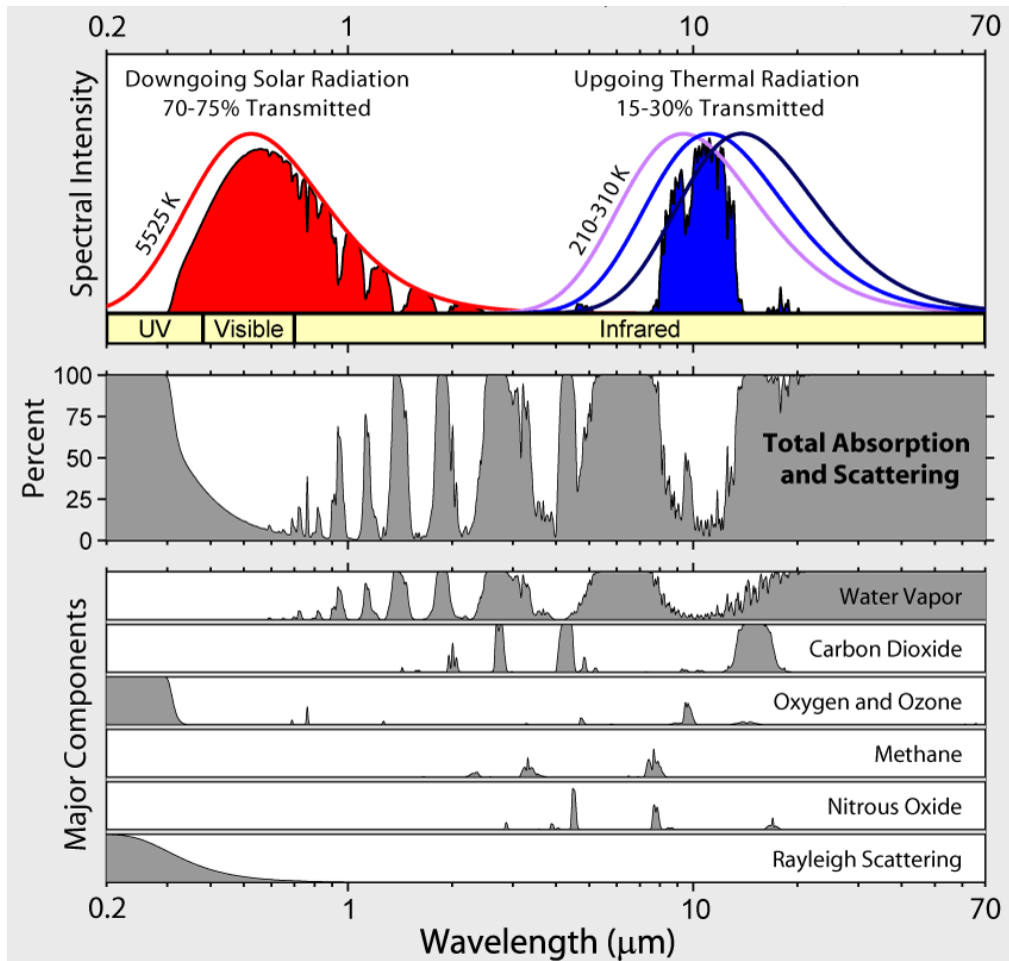 0.2 1 10 70
Downgoing Solar Radiation
70-75% Transmitted
Upgoing Thermal Radiation
15-30% Transmitted
Spectral Intensity
5525 K
210-310 K
UV Visible Infrared
Percent
100
75
50
25
0
Total Absorption
and Scattering
Major Components
Water Vapor
Carbon Dioxide
Oxygen and Ozone
Methane
Nitrous Oxide
Rayleigh Scattering
0.2 1 10 70
Wavelength (μm)